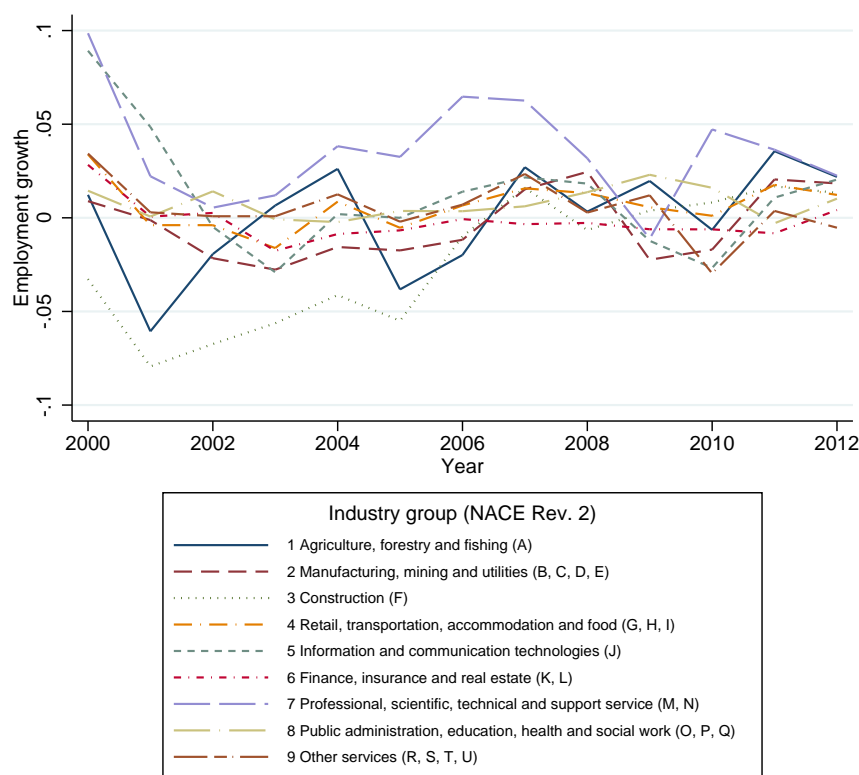 .1
.05
0
-.05
-.1
Employment growth
2000 2002 2004 2006 2008 2010 2012
Year
Industry group (NACE Rev. 2)
1 Agriculture, forestry and fishing (A)
2 Manufacturing, mining and utilities (B, C, D, E)
3 Construction (F)
4 Retail, transportation, accommodation and food (G, H, I)
5 Information and communication technologies (J)
6 Finance, insurance and real estate (K, L)
7 Professional, scientific, technical and support service (M, N)
8 Public administration, education, health and social work (O, P, Q)
9 Other services (R, S, T, U)